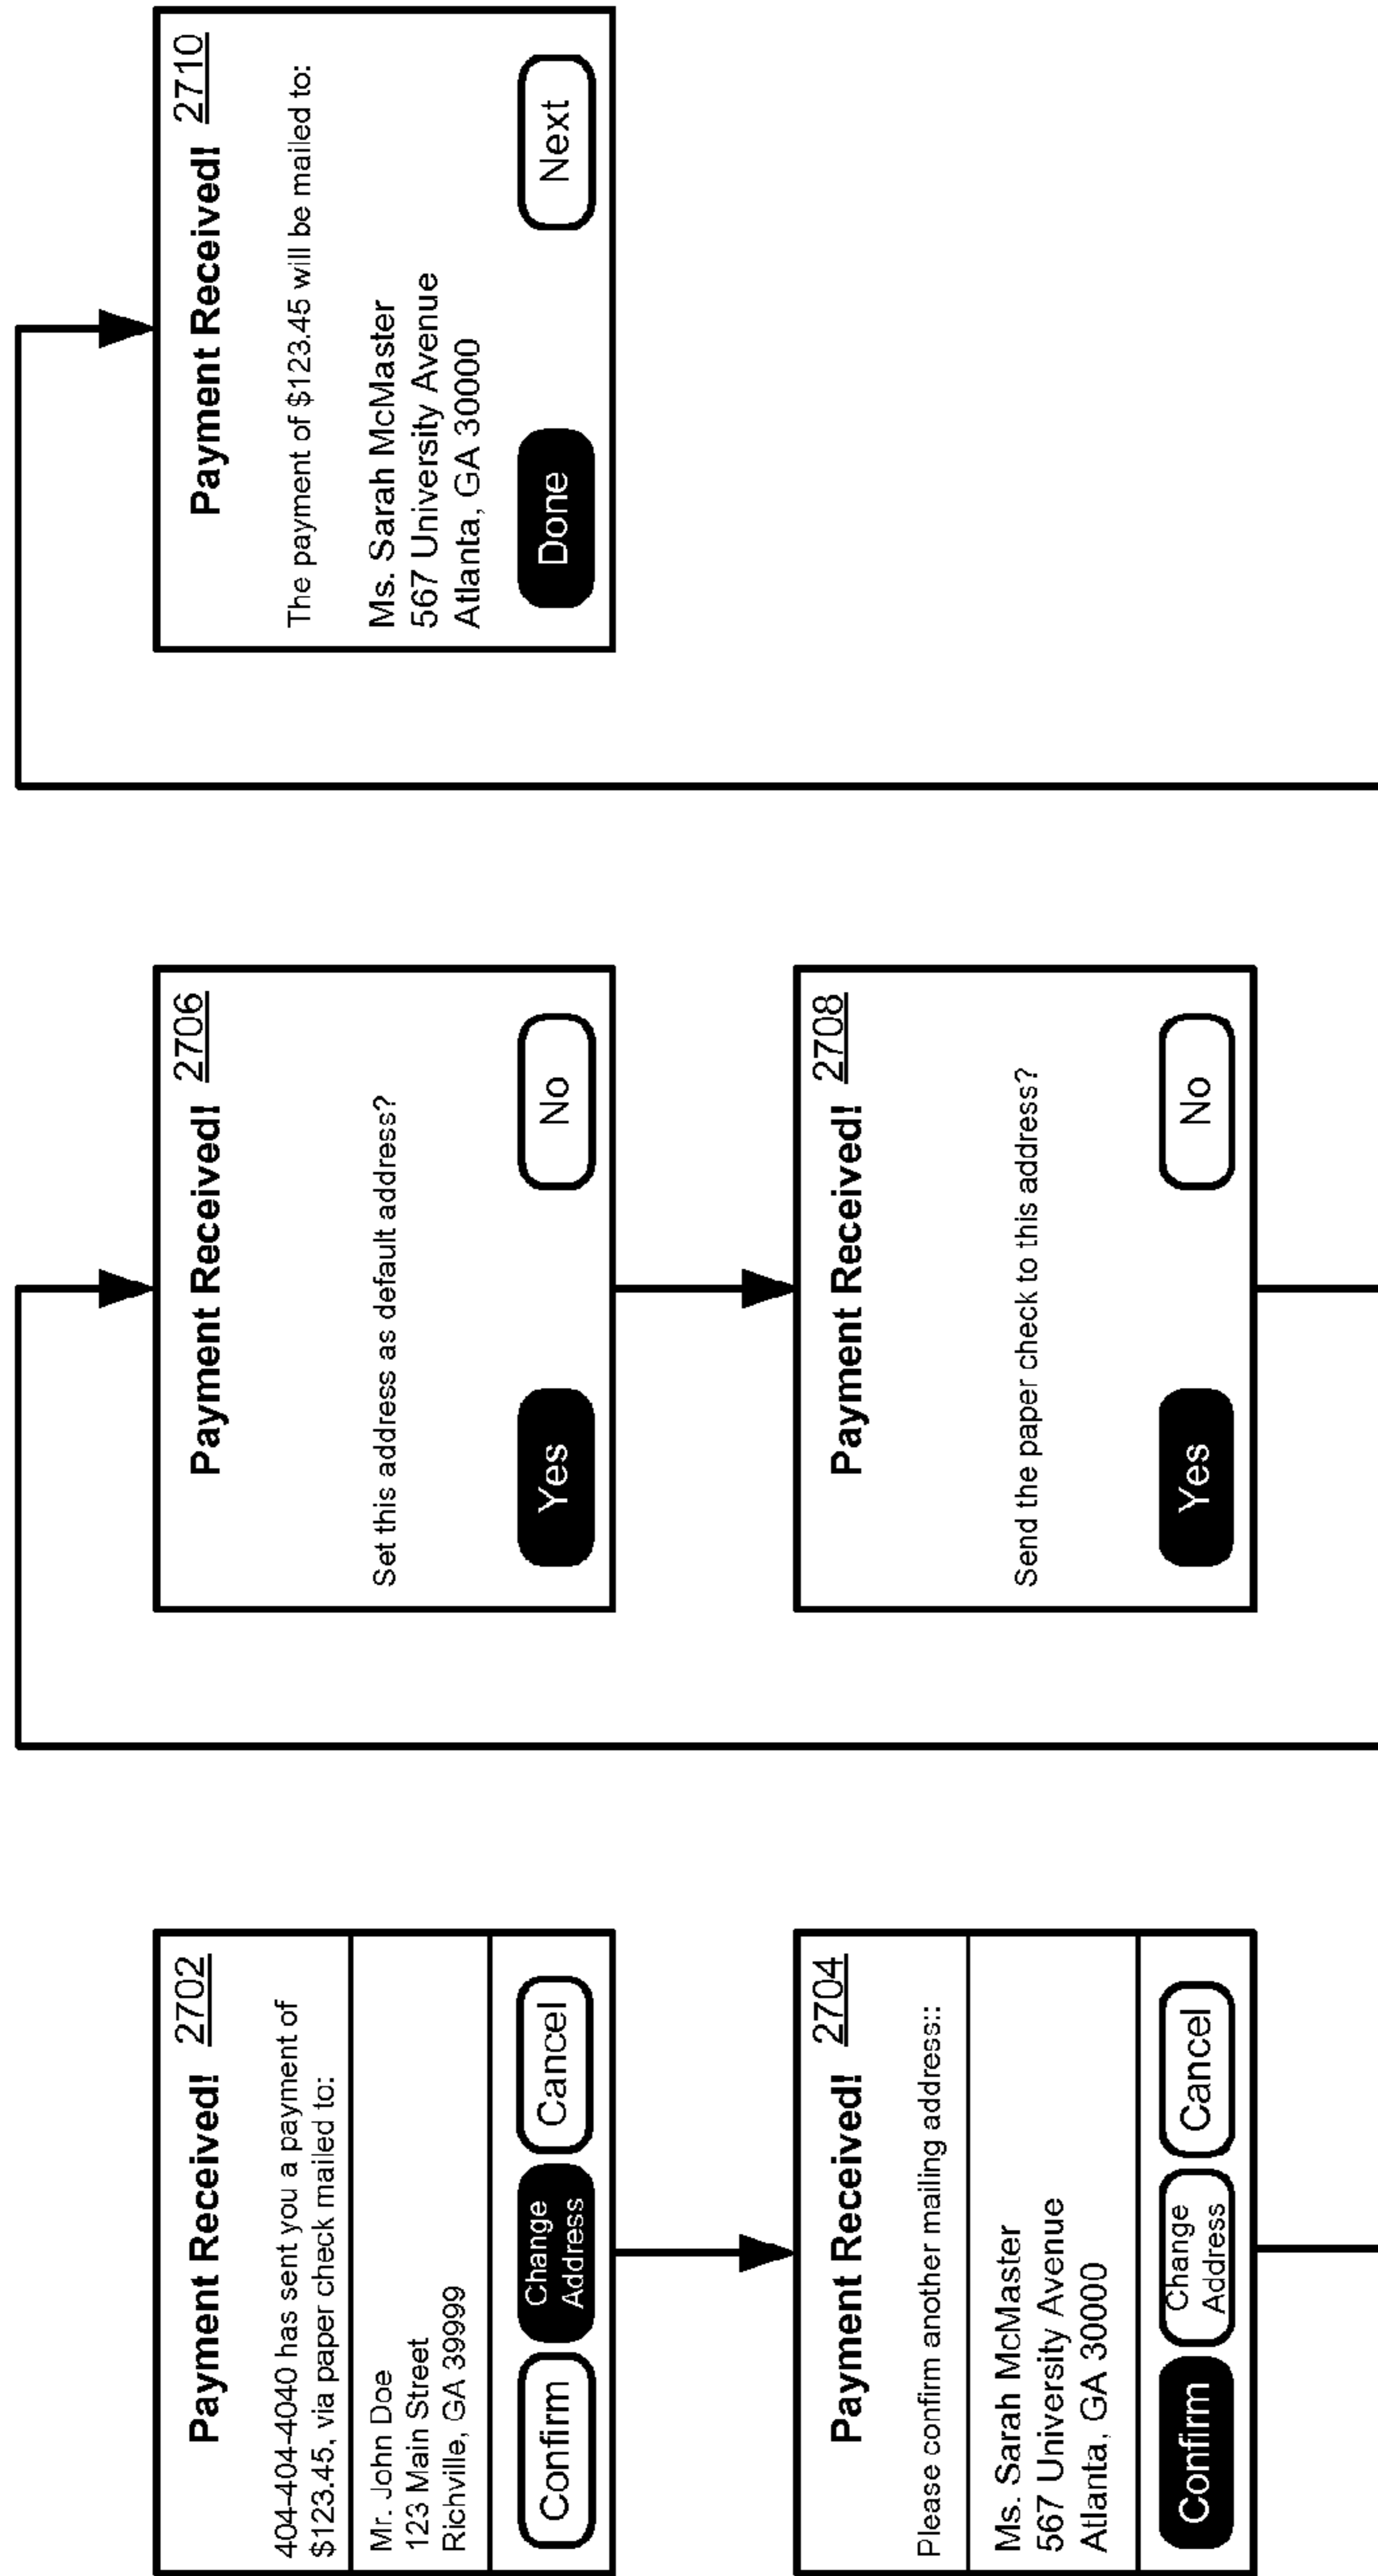 Payment Received! 2702
404-404-4040 has sent you a payment of
$123.45, via paper check mailed to:
Mr. John Doe
123 Main Street
Richville, GA 39999
Confirm
Change
Address
Cancel
Payment Received! 2704
Please confirm another mailing address::
Ms. Sarah McMaster
567 University Avenue
Atlanta, GA 30000
Confirm
Change
Address
Cancel
Payment Received! 2706
Set this address as default address?
Yes
No
Payment Received! 2708
Send the paper check to this address?
Yes
No
Payment Received! 2710
The payment of $123.45 will be mailed to:
Ms. Sarah McMaster
567 University Avenue
Atlanta, GA 30000
Done
Next